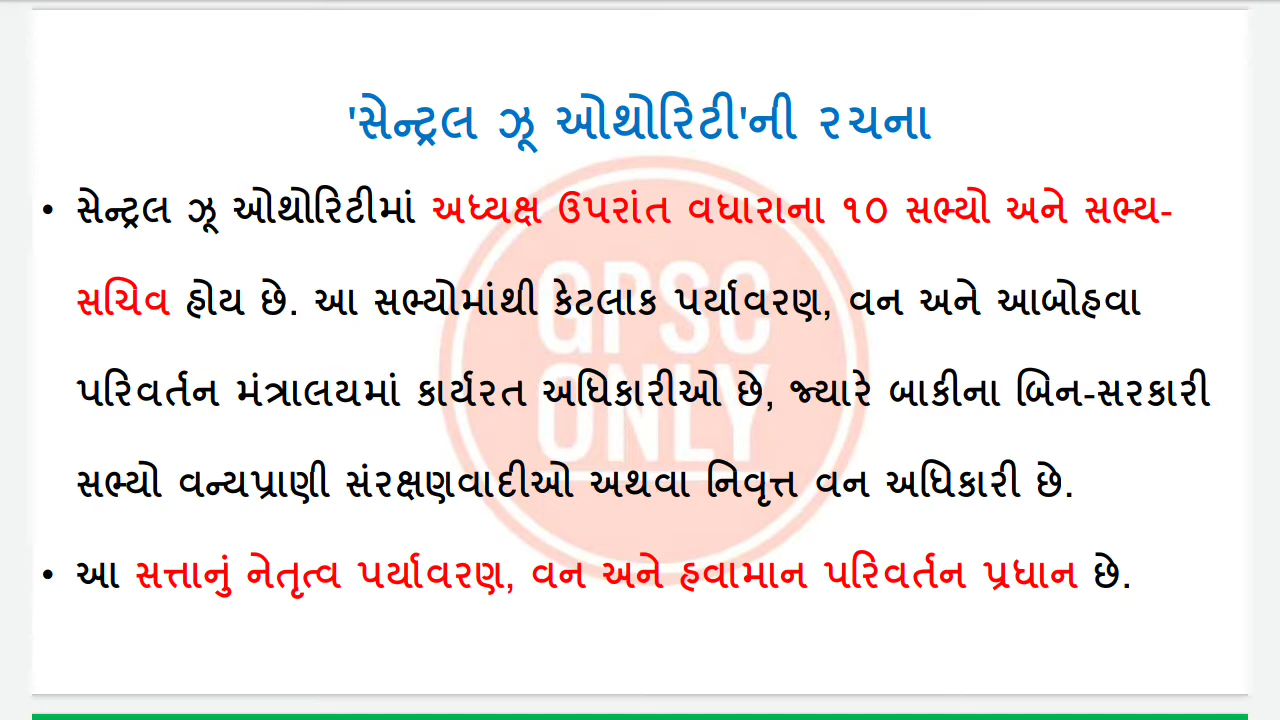 'સેન્ટ્રલ ઝૂ ઓથોરિટી'ની રચના
• સેન્ટ્રલ ઝૂ ઓથોરિટીમાં અધ્યક્ષ ઉપરાંત વધારાના ૧૦ સભ્યો અને સભ્ય-
સચિવ હોય છે. આ સભ્યોમાંથી કેટલાક પર્યાવરણ, વન અને આબોહવા
પરિવર્તન મંત્રાલયમાં કાર્યરત અધિકારીઓ છે, જ્યારે બાકીના બિન-સરકારી
સભ્યો વન્યપ્રાણી સંરક્ષણવાદીઓ અથવા નિવૃત્ત વન અધિકારી છે.
• આ સત્તાનું નેતૃત્વ પર્યાવરણ, વન અને હવામાન પરિવર્તન પ્રધાન છે.
GPSC
ONLY